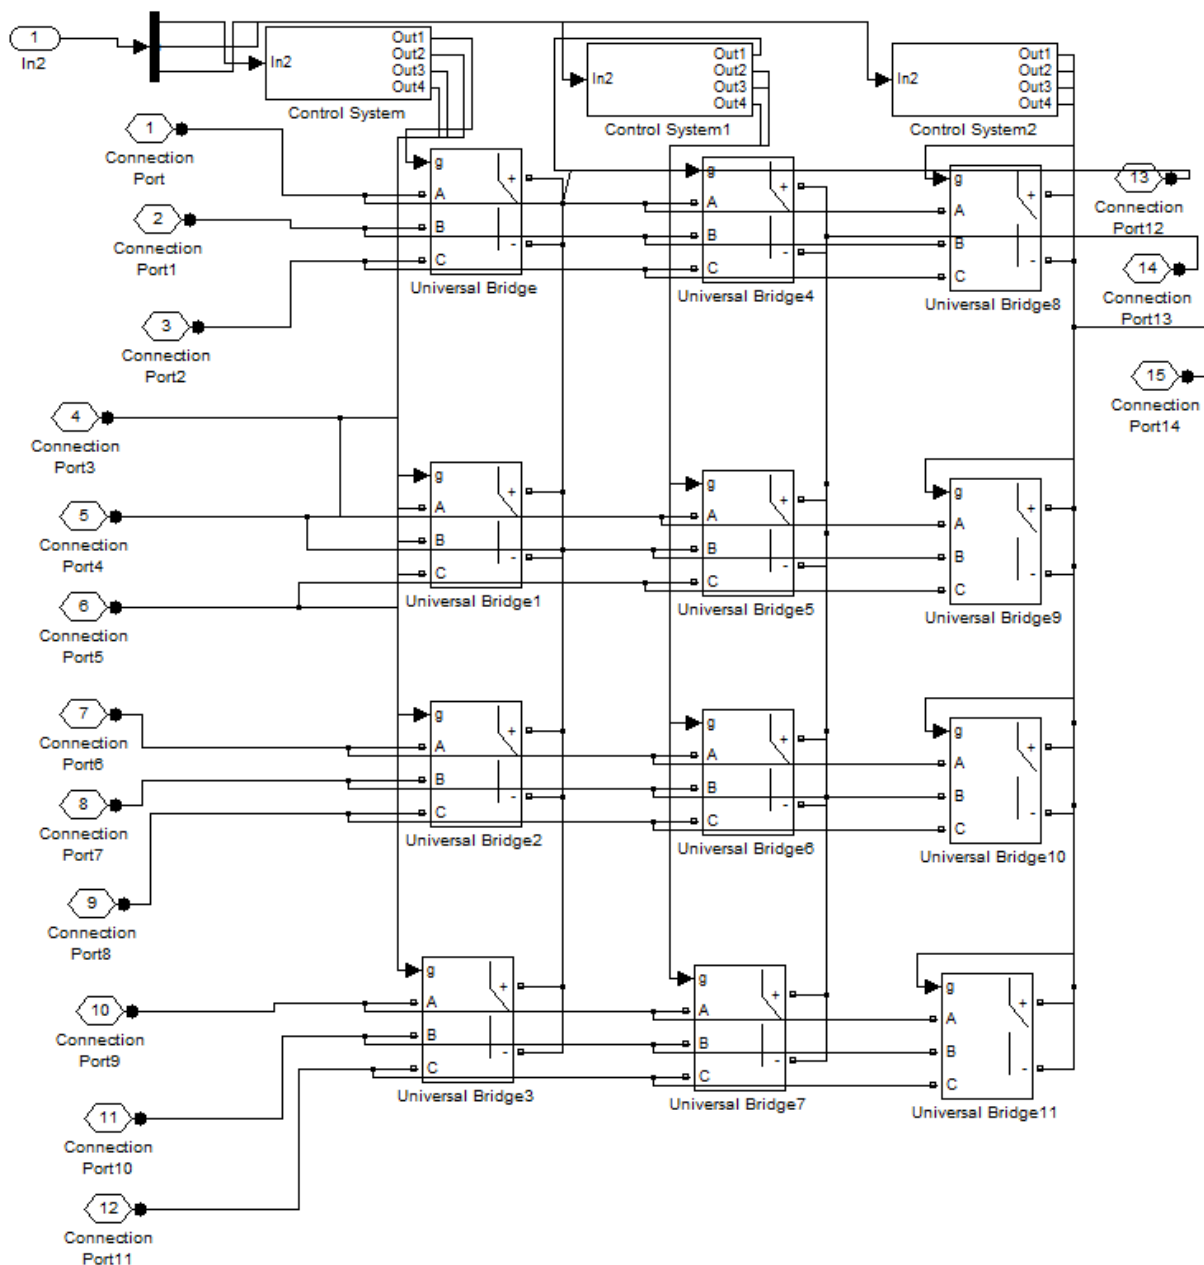 1
In2
In2
Out1
Out2
Out3
Out4
Control System
In2
Out1
Out2
Out3
Out4
Control System1
In2
Out1
Out2
Out3
Out4
Control System2
1
Connection
Port
2
Connection
Port1
3
Connection
Port2
g
A
B
C
+
-
Universal Bridge
g
A
B
C
+
-
Universal Bridge4
g
A
B
C
+
-
Universal Bridge8
13
Connection
Port12
14
Connection
Port13
15
Connection
Port14
4
Connection
Port3
5
Connection
Port4
6
Connection
Port5
g
A
B
C
+
-
Universal Bridge1
g
A
B
C
+
-
Universal Bridge5
g
A
B
C
+
-
Universal Bridge9
7
Connection
Port6
8
Connection
Port7
9
Connection
Port8
g
A
B
C
+
-
Universal Bridge2
g
A
B
C
+
-
Universal Bridge6
g
A
B
C
+
-
Universal Bridge10
10
Connection
Port9
11
Connection
Port10
12
Connection
Port11
g
A
B
C
+
-
Universal Bridge3
g
A
B
C
+
-
Universal Bridge7
g
A
B
C
+
-
Universal Bridge11